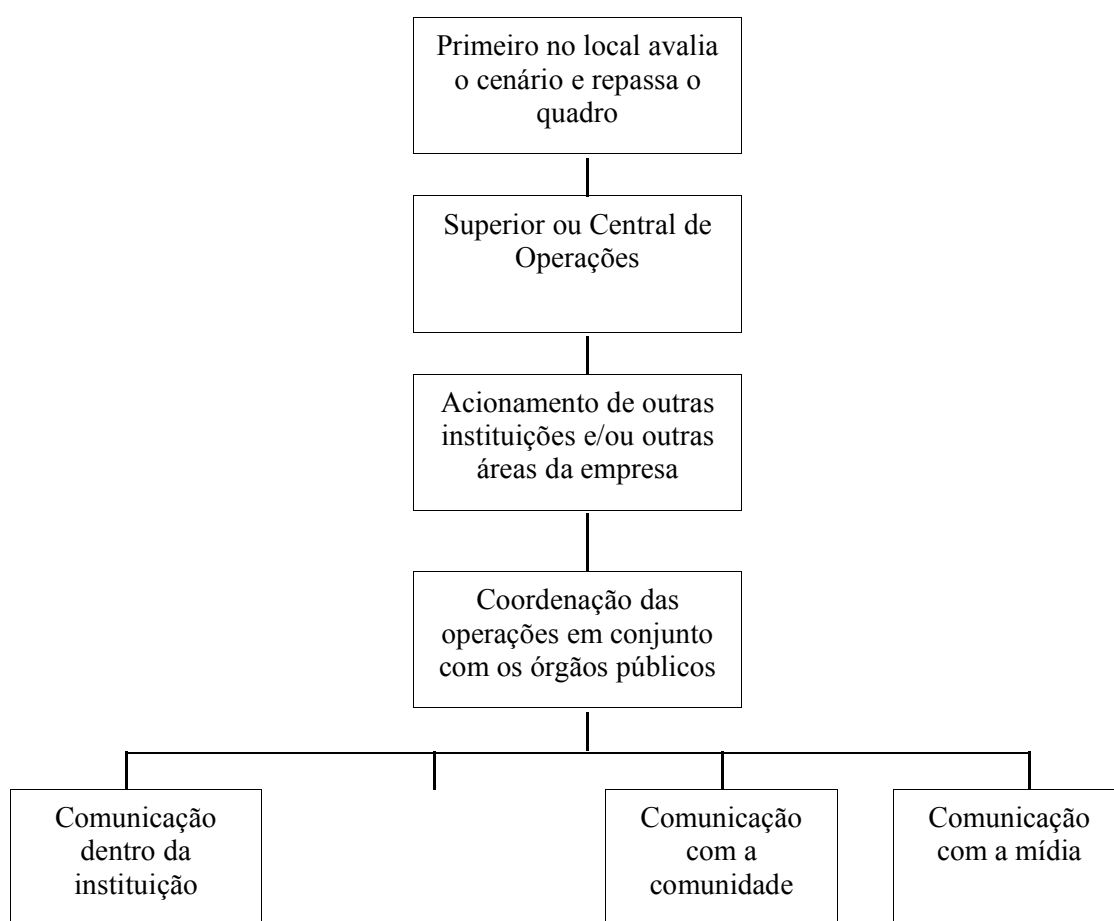 Primeiro no local avalia
o cenário e repassa o
quadro
Superior ou Central de
Operações
Acionamento de outras
instituições e/ou outras
áreas da empresa
Coordenação das
operações em conjunto
com os órgãos públicos
Comunicação
dentro da
instituição
Comunicação
com a
comunidade
Comunicação
com a mídia